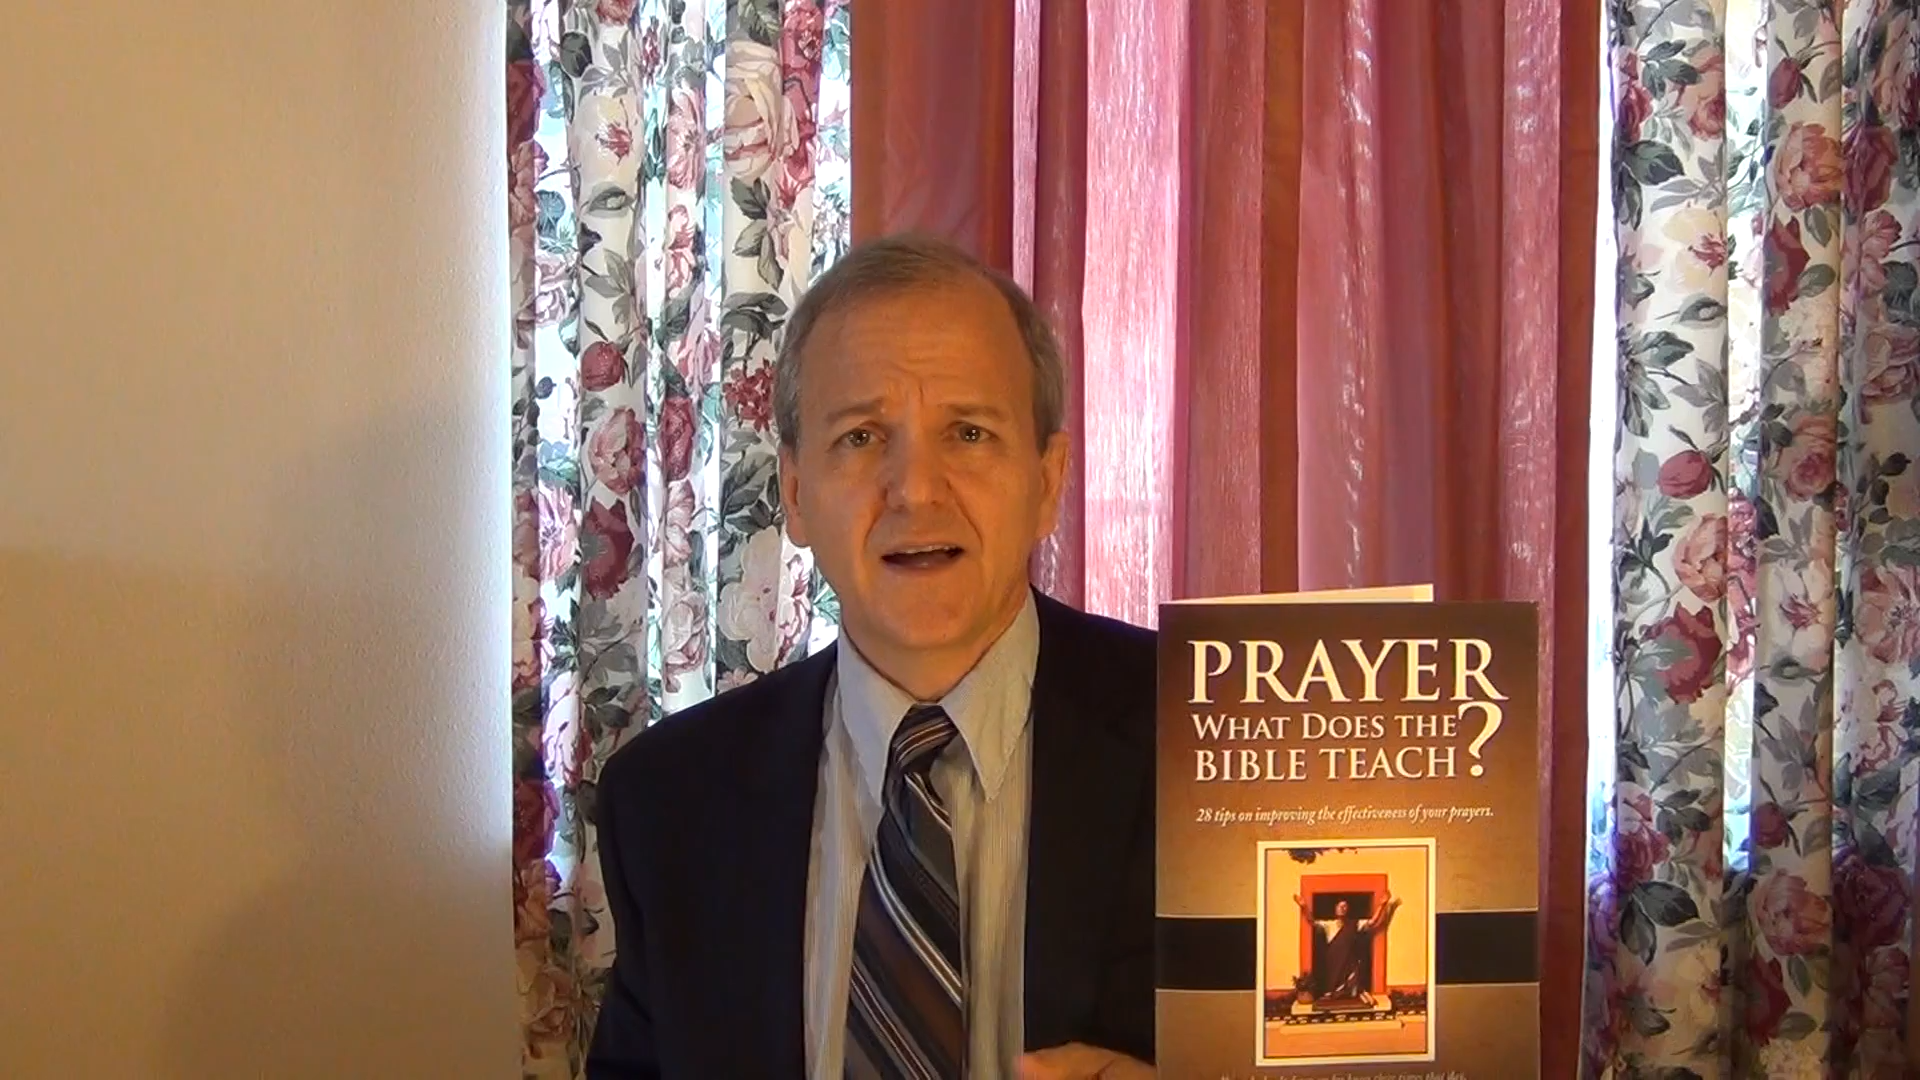 PRAYER
WHAT DOES THE
BIBLE TEACH?
28 tips on improving the effectiveness of your prayers.